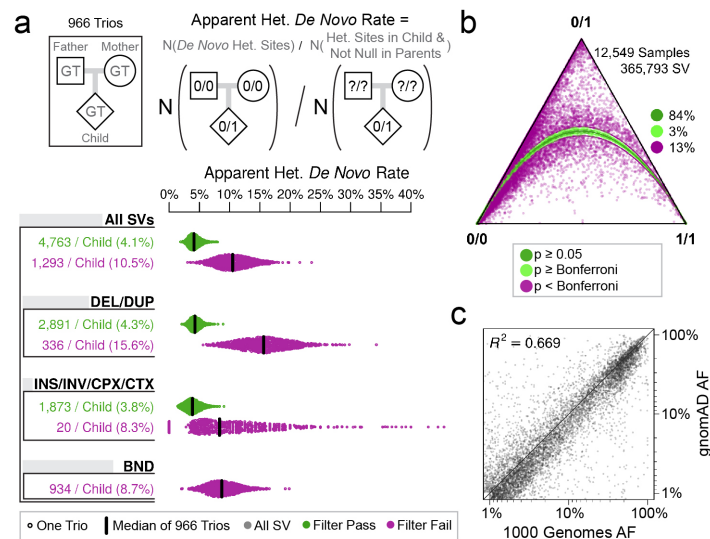 a
966 Trios
Father
Mother
GT
GT
GT
Child
Apparent Het. De Novo Rate =
N(De Novo Het. Sites) / N(Het. Sites in Child & Not Null in Parents)
N
0/0
0/0
0/1
/
N
?/?
?/?
0/1
Apparent Het. De Novo Rate
0% 5% 10% 15% 20% 25% 30% 35% 40%
All SVs
4,763 / Child (4.1%)
1,293 / Child (10.5%)
DEL/DUP
2,891 / Child (4.3%)
336 / Child (15.6%)
INS/INV/CPX/CTX
1,873 / Child (3.8%)
20 / Child (8.3%)
BND
934 / Child (8.7%)
One Trio
Median of 966 Trios
All SV
Filter Pass
Filter Fail
b
0/1
12,549 Samples
365,793 SV
84%
3%
13%
0/0
1/1
p ≥ 0.05
p ≥ Bonferroni
p < Bonferroni
c
R² = 0.669
100%
10%
1%
gnomAD AF
1% 10% 100%
1000 Genomes AF